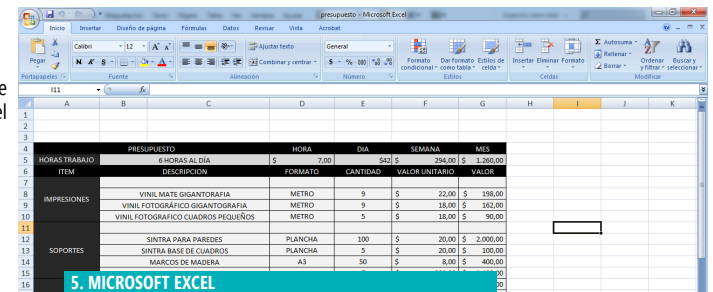 presupuesto - Microsoft Excel
Inicio Insertar Diseño de página Fórmulas Datos Revisar Vista Acrobat
Pegar
Calibri 12 A A
Ajustar texto
General
N K S
Combinar y centrar
$ % 000
Formato condicional Dar formato como tabla Estilos de celda
Insertar Eliminar Formato
Σ Autosuma
Rellenar
Borrar
Ordenar y filtrar Buscar y seleccionar
Portapapeles Fuente Alineación Número Estilos Celdas Modificar
e
el
I11 fx
A B C D E F G H I J K
1
2
3
4 PRESUPUESTO HORA DIA SEMANA MES
5 HORAS TRABAJO 6 HORAS AL DÍA $ 7,00 $42 $ 294,00 $ 1.260,00
6 ITEM DESCRIPCION FORMATO CANTIDAD VALOR UNITARIO VALOR
7
8 IMPRESIONES VINIL MATE GIGANTORAFIA METRO 9 $ 22,00 $ 198,00
9 VINIL FOTOGRÁFICO GIGANTOGRAFIA METRO 9 $ 18,00 $ 162,00
10 VINIL FOTOGRAFICO CUADROS PEQUEÑOS METRO 5 $ 18,00 $ 90,00
11
12 SINTRA PARA PAREDES PLANCHA 100 $ 20,00 $ 2.000,00
13 SOPORTES SINTRA BASE DE CUADROS PLANCHA 5 $ 20,00 $ 100,00
14 MARCOS DE MADERA A3 50 $ 8,00 $ 400,00
15
16
5. MICROSOFT EXCEL